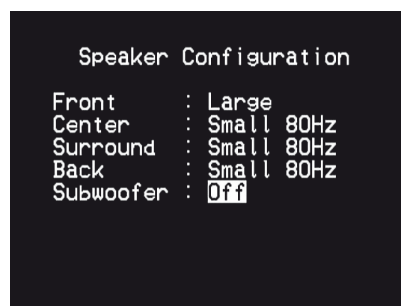 Speaker Configuration
Front : Large
Center : Small 80Hz
Surround : Small 80Hz
Back : Small 80Hz
Subwoofer : Off